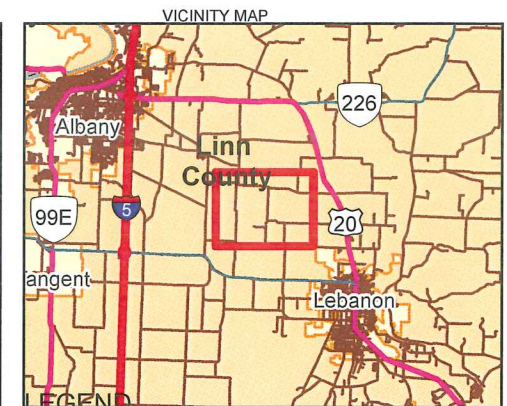 VICINITY MAP
226
Albany
Linn
County
99E
5
20
angent
Lebanon
LEGEND